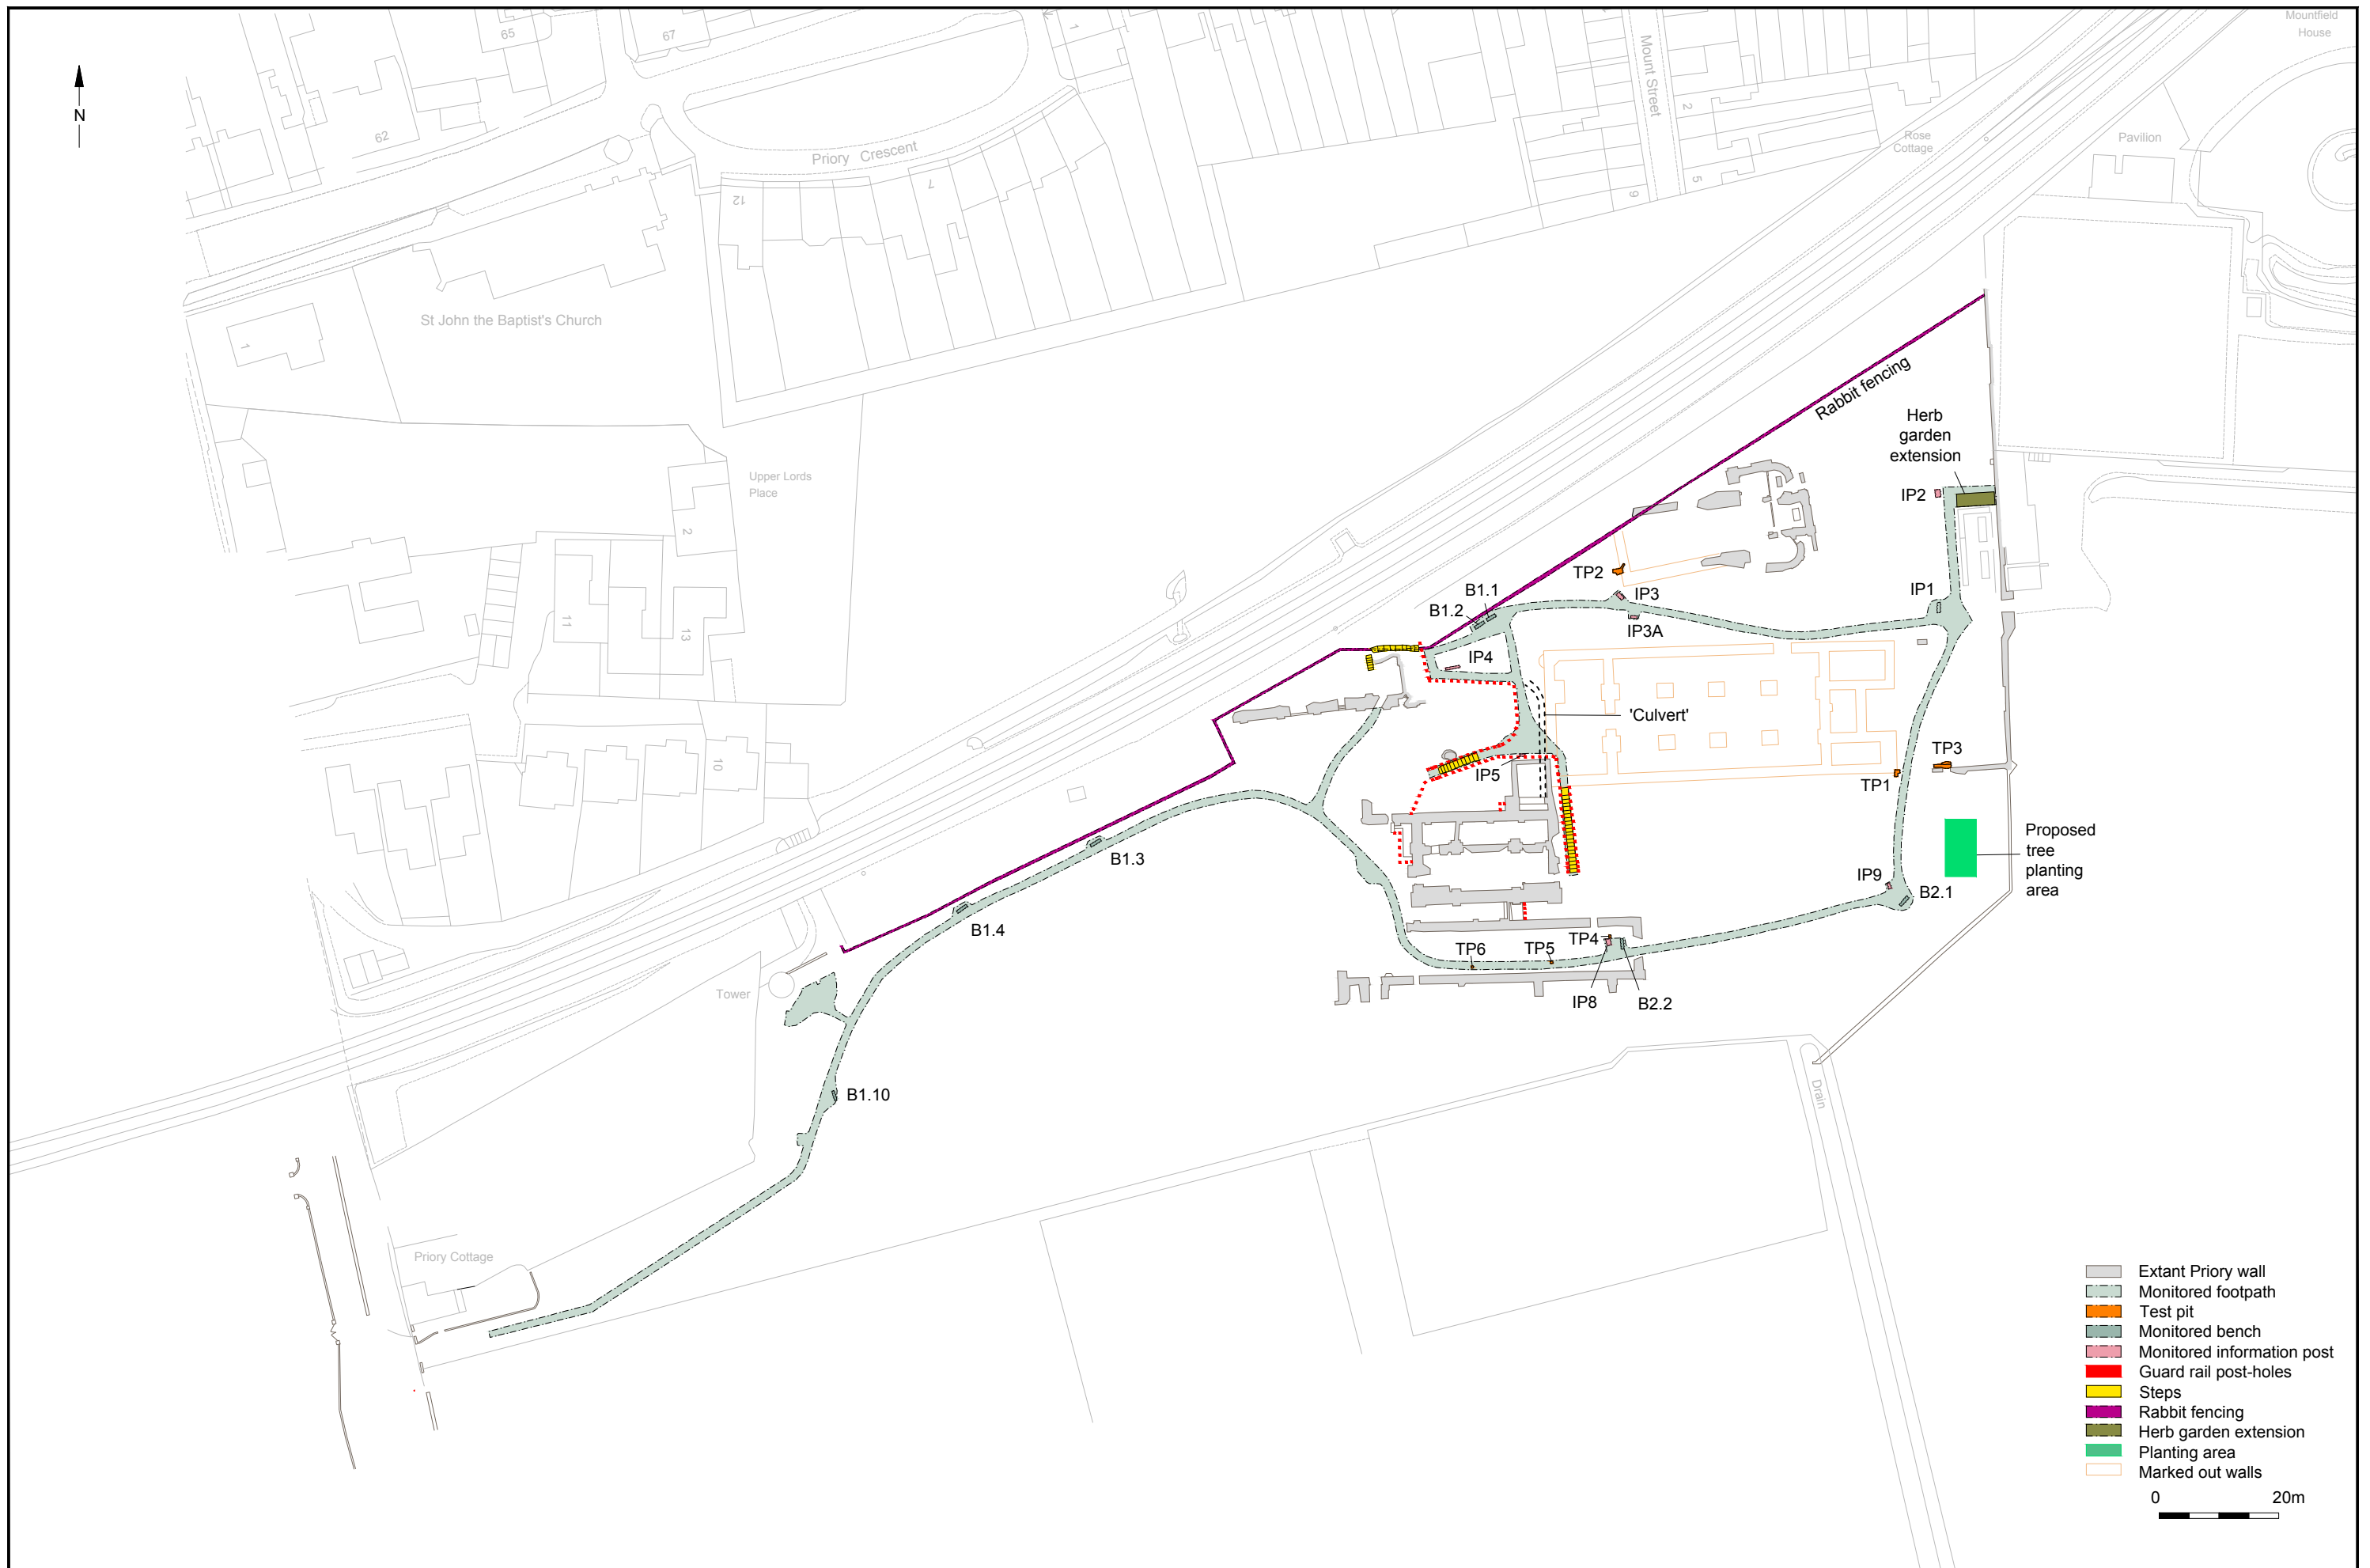 65
67
1
Mount Street
Mountfield
House
62
Priory Crescent
2
Rose
Cottage
Pavilion
12
7
9
5
St John the Baptist's Church
1
Rabbit fencing
Herb
garden
extension
Upper Lords
Place
IP2
2
TP2
B1.1
B1.2
IP3
IP1
IP3A
11
13
IP4
'Culvert'
10
IP5
TP3
TP1
Proposed
tree
planting
area
B1.3
IP9
B2.1
B1.4
TP6
TP5
TP4
Tower
IP8
B2.2
B1.10
Drain
Priory Cottage
N
Extant Priory wall
Monitored footpath
Test pit
Monitored bench
Monitored information post
Guard rail post-holes
Steps
Rabbit fencing
Herb garden extension
Planting area
Marked out walls
0 20m